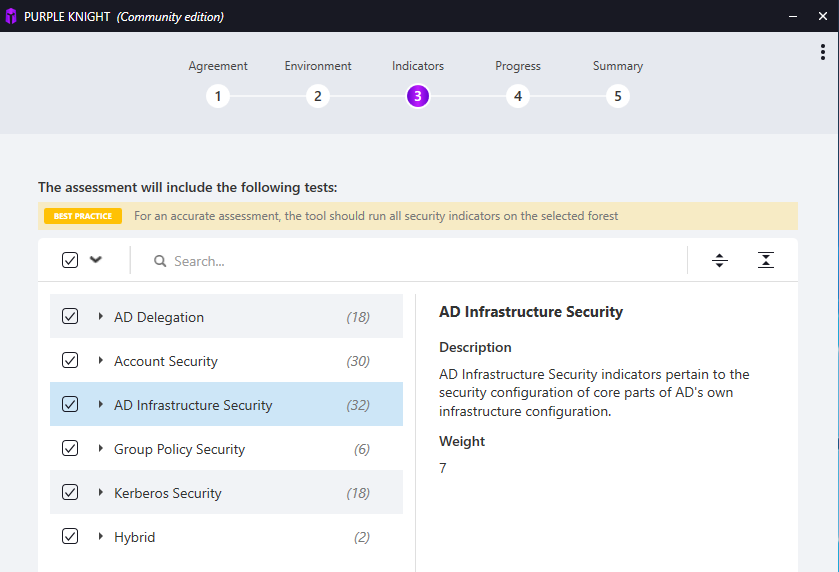 PURPLE KNIGHT (Community edition)
Agreement Environment Indicators Progress Summary
1 2 3 4 5
The assessment will include the following tests:
BEST PRACTICE For an accurate assessment, the tool should run all security indicators on the selected forest
Search...
AD Delegation (18)
Account Security (30)
AD Infrastructure Security (32)
Group Policy Security (6)
Kerberos Security (18)
Hybrid (2)
AD Infrastructure Security
Description
AD Infrastructure Security indicators pertain to the
security configuration of core parts of AD's own
infrastructure configuration.
Weight
7